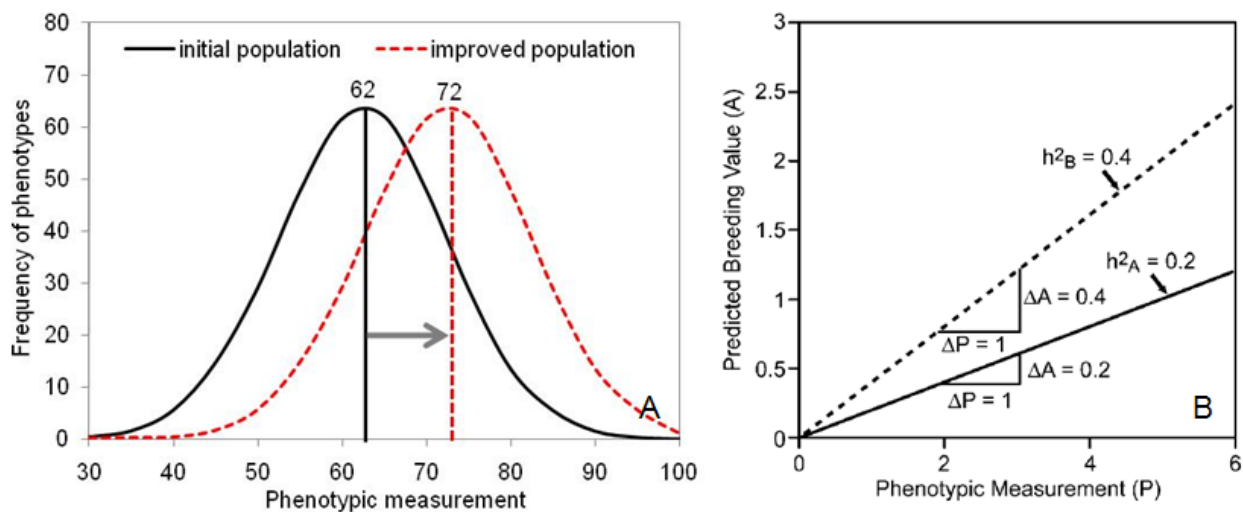 80
70
60
50
40
30
20
10
0
Frequency of phenotypes
initial population
improved population
62
72
A
30 40 50 60 70 80 90 100
Phenotypic measurement
3
2.5
2
1.5
1
0.5
0
Predicted Breeding Value (A)
h²B = 0.4
h²A = 0.2
ΔA = 0.4
ΔP = 1
ΔA = 0.2
ΔP = 1
B
0 2 4 6
Phenotypic Measurement (P)